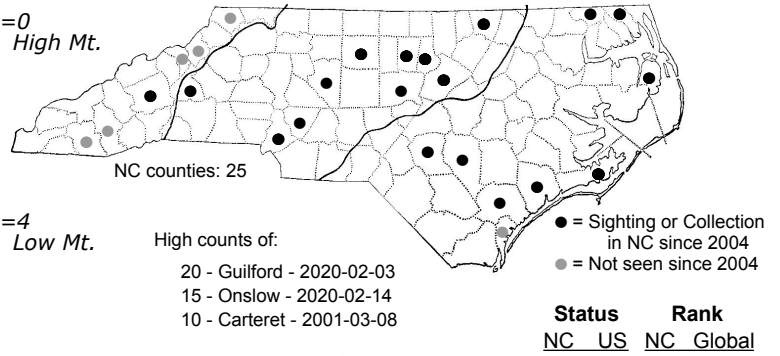 =0
High Mt.
NC counties: 25
=4
Low Mt.
High counts of:
20 - Guilford - 2020-02-03
15 - Onslow - 2020-02-14
10 - Carteret - 2001-03-08
= Sighting or Collection
in NC since 2004
= Not seen since 2004
Status Rank
NC US NC Global